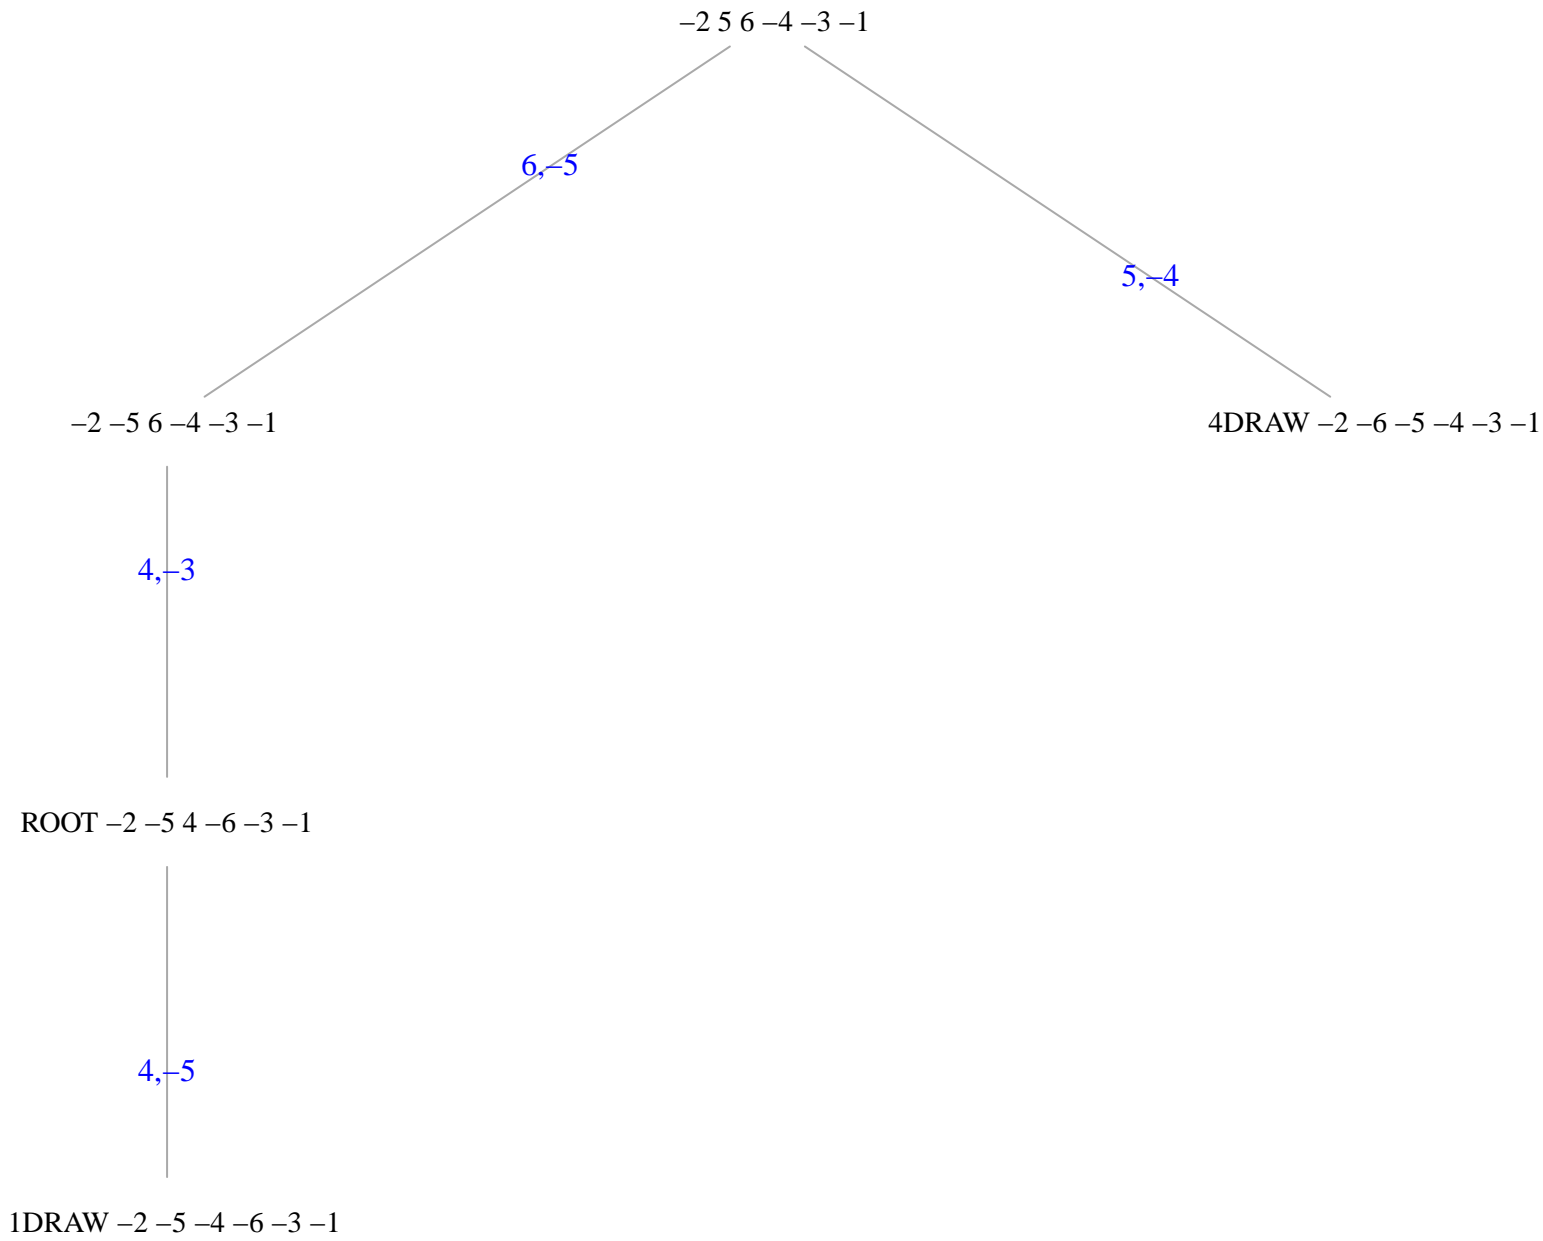 –2 5 6 –4 –3 –1
6,–5
5,–4
–2 –5 6 –4 –3 –1
4DRAW –2 –6 –5 –4 –3 –1
4,–3
ROOT –2 –5 4 –6 –3 –1
4,–5
1DRAW –2 –5 –4 –6 –3 –1